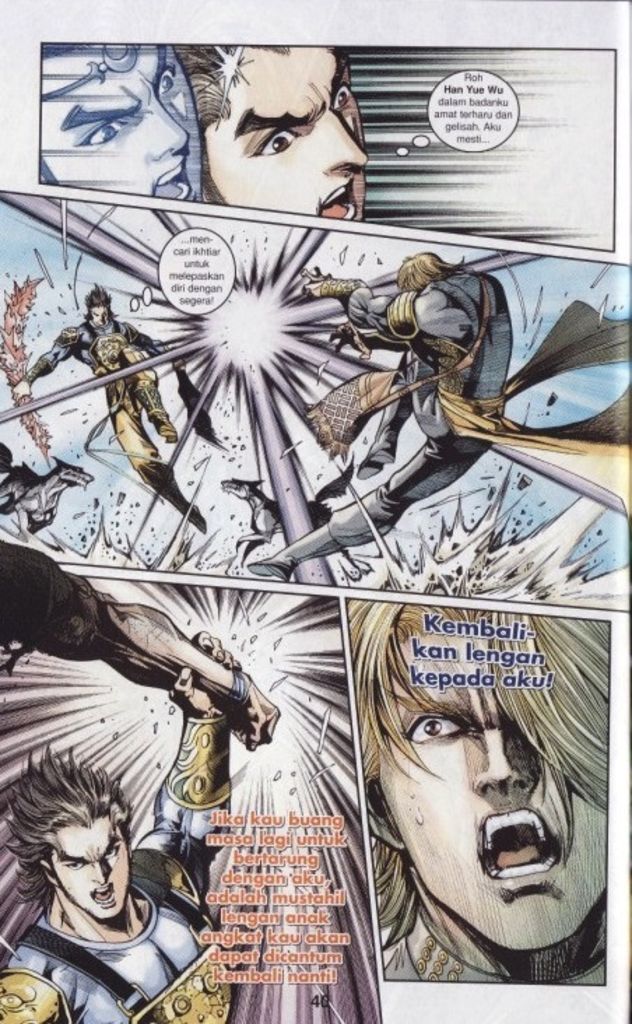 Roh
Han Yue Wu
dalam badanku
amat terharu dan
gelisah. Aku
mesti...
...men-
cari ikhtiar
untuk
melepaskan
diri dengan
segera!
Kembali-
kan lengan
kepada aku!
Jika kau buang
masa lagi untuk
bertarung
dengan aku,
adalah mustahil
lengan anak
angkat kau akan
dapat dicantum
kembali nanti!
40